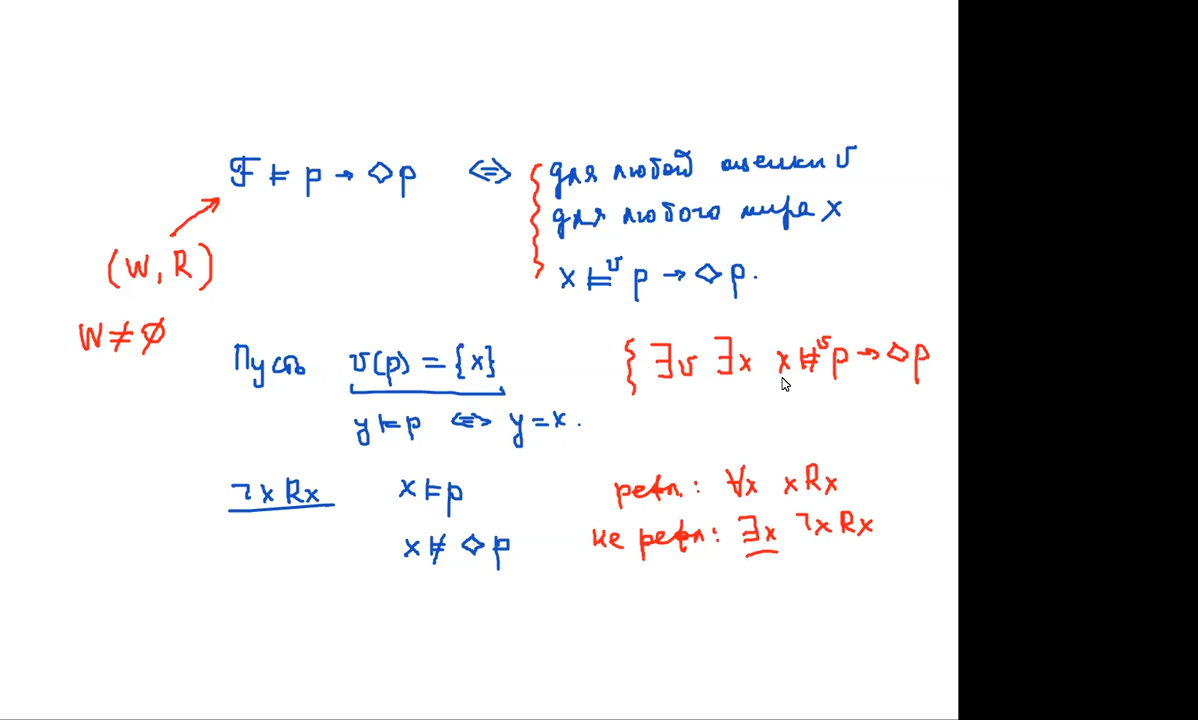 𝔽 ⊨ p → ◇p ⇔ { для любой оценки v
для любого мира x
x ⊨ᵛ p → ◇p.
(W, R)
W ≠ ∅
Пусть v(p) = {x}
y ⊨ p ⇔ y = x.
{ ∃v ∃x x ⊭ᵛ p → ◇p
¬xRx x ⊨ p
x ⊭ ◇p
рефл.: ∀x xRx
не рефл: ∃x ¬xRx